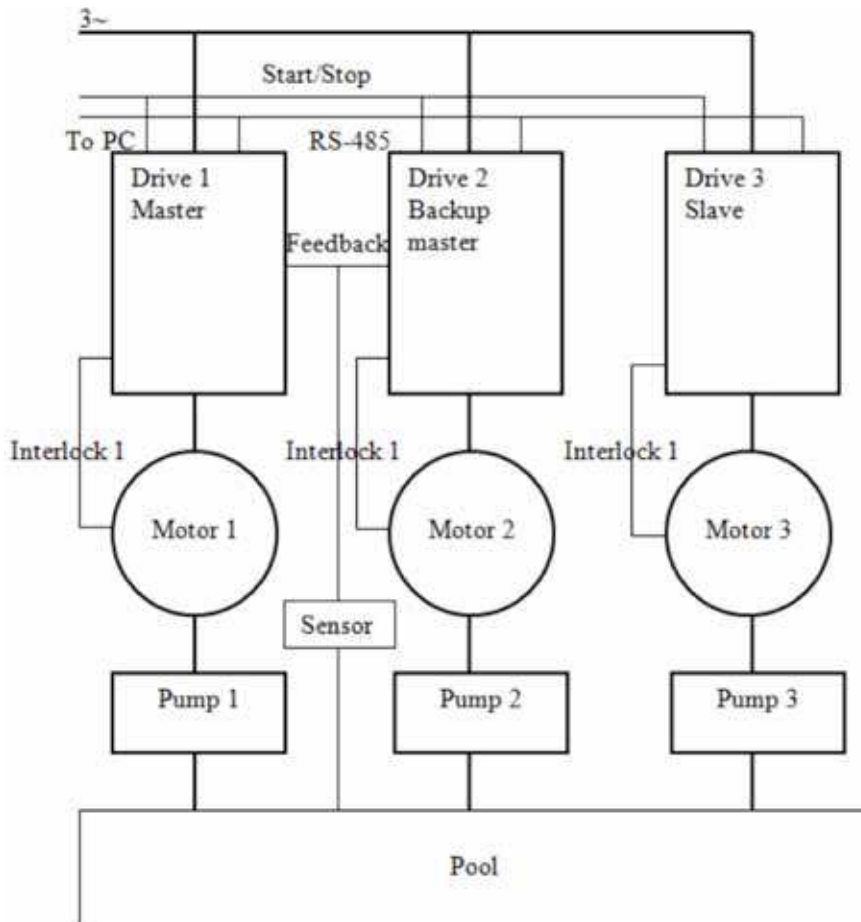 3~
Start/Stop
To PC
RS-485
Drive 1
Master
Drive 2
Backup
master
Drive 3
Slave
Feedback
Interlock 1
Interlock 1
Interlock 1
Motor 1
Motor 2
Motor 3
Sensor
Pump 1
Pump 2
Pump 3
Pool